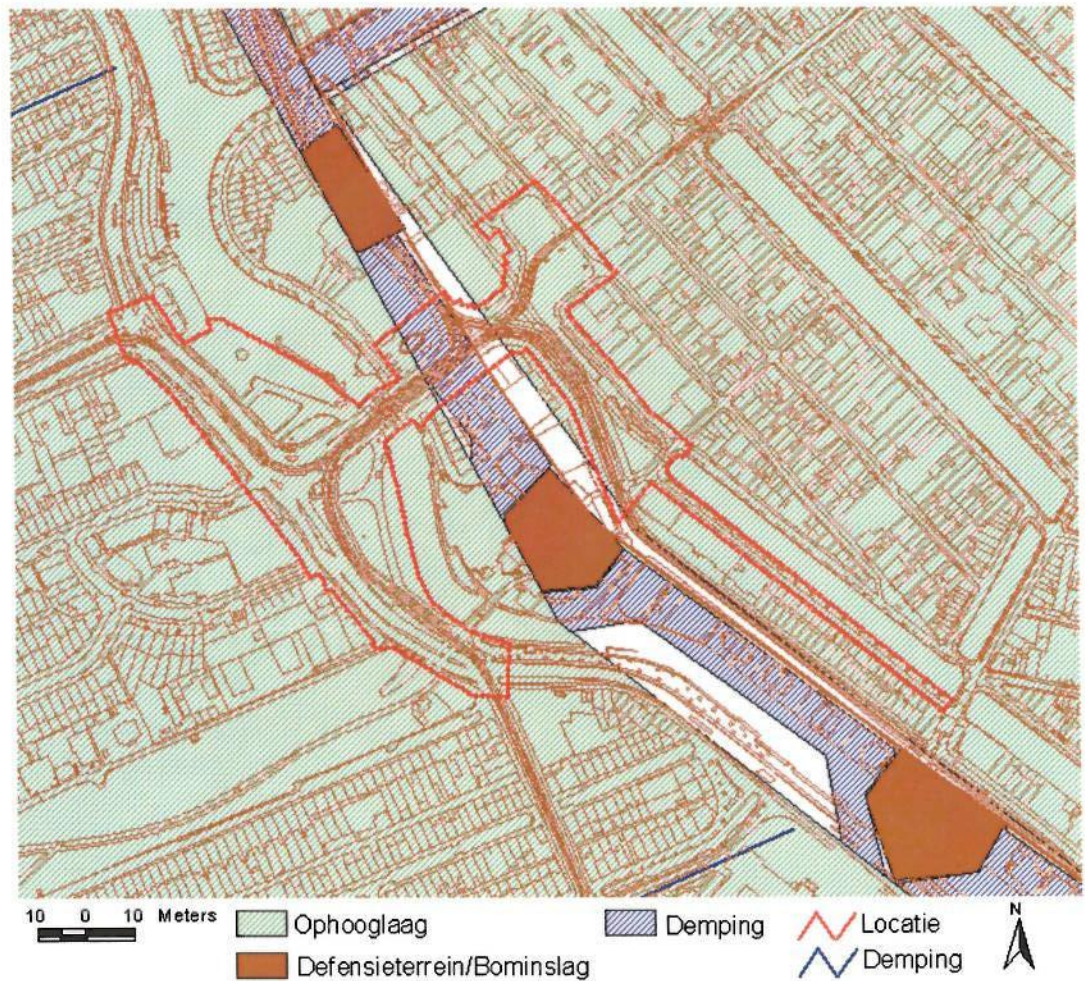 10 0 10 Meters
Ophooglaag
Demping
Locatie
N
Defensieterrein/Bominslag
Demping